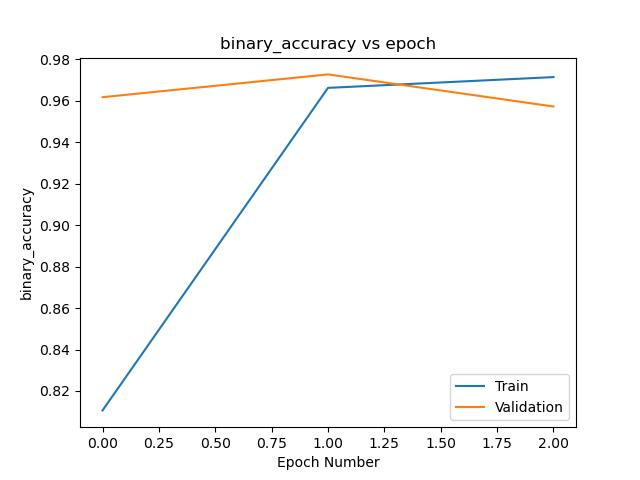 binary_accuracy vs epoch
binary_accuracy
0.98
0.96
0.94
0.92
0.90
0.88
0.86
0.84
0.82
Train
Validation
0.00 0.25 0.50 0.75 1.00 1.25 1.50 1.75 2.00
Epoch Number